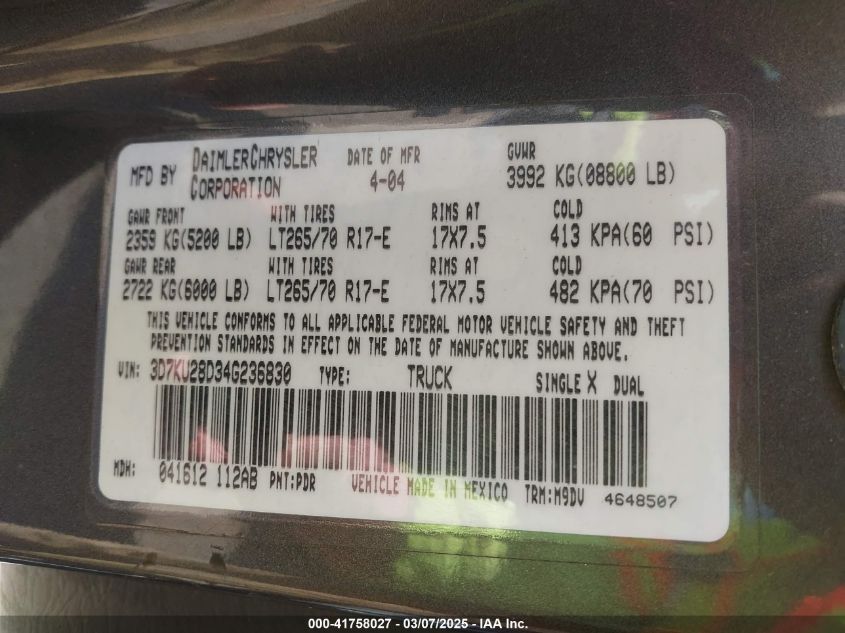 MFD BY DAIMLERCHRYSLER CORPORATION DATE OF MFR 4-04 GVWR 3992 KG(08800 LB)
GAWR FRONT WITH TIRES RIMS AT COLD
2359 KG(5200 LB) LT265/70 R17-E 17X7.5 413 KPA(60 PSI)
GAWR REAR WITH TIRES RIMS AT COLD
2722 KG(6000 LB) LT265/70 R17-E 17X7.5 482 KPA(70 PSI)
THIS VEHICLE CONFORMS TO ALL APPLICABLE FEDERAL MOTOR VEHICLE SAFETY AND THEFT
PREVENTION STANDARDS IN EFFECT ON THE DATE OF MANUFACTURE SHOWN ABOVE.
VIN: 3D7KU28D34G236830 TYPE: TRUCK SINGLE X DUAL
MDH: 041612 112AB PNT:PDR VEHICLE MADE IN MEXICO TRM:M9DV 4648507
000-41758027 - 03/07/2025 - IAA Inc.